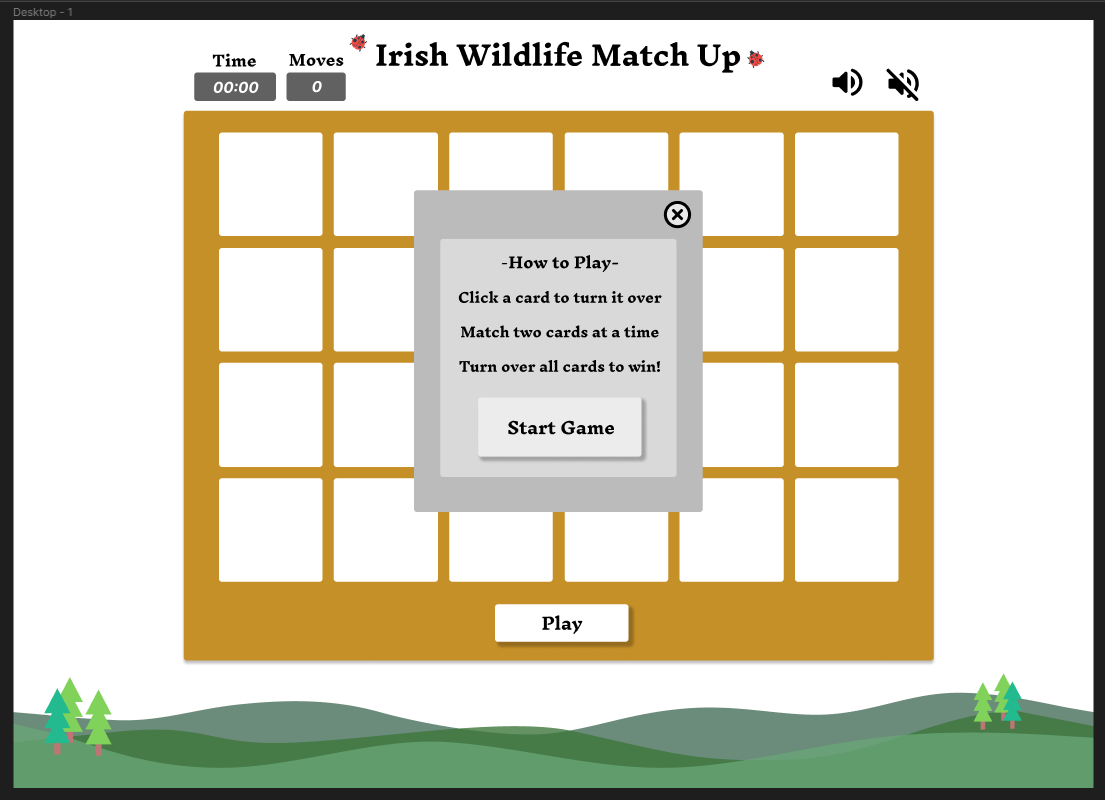 Desktop - 1
Irish Wildlife Match Up
Time
Moves
00:00
0
-How to Play-
Click a card to turn it over
Match two cards at a time
Turn over all cards to win!
Start Game
Play